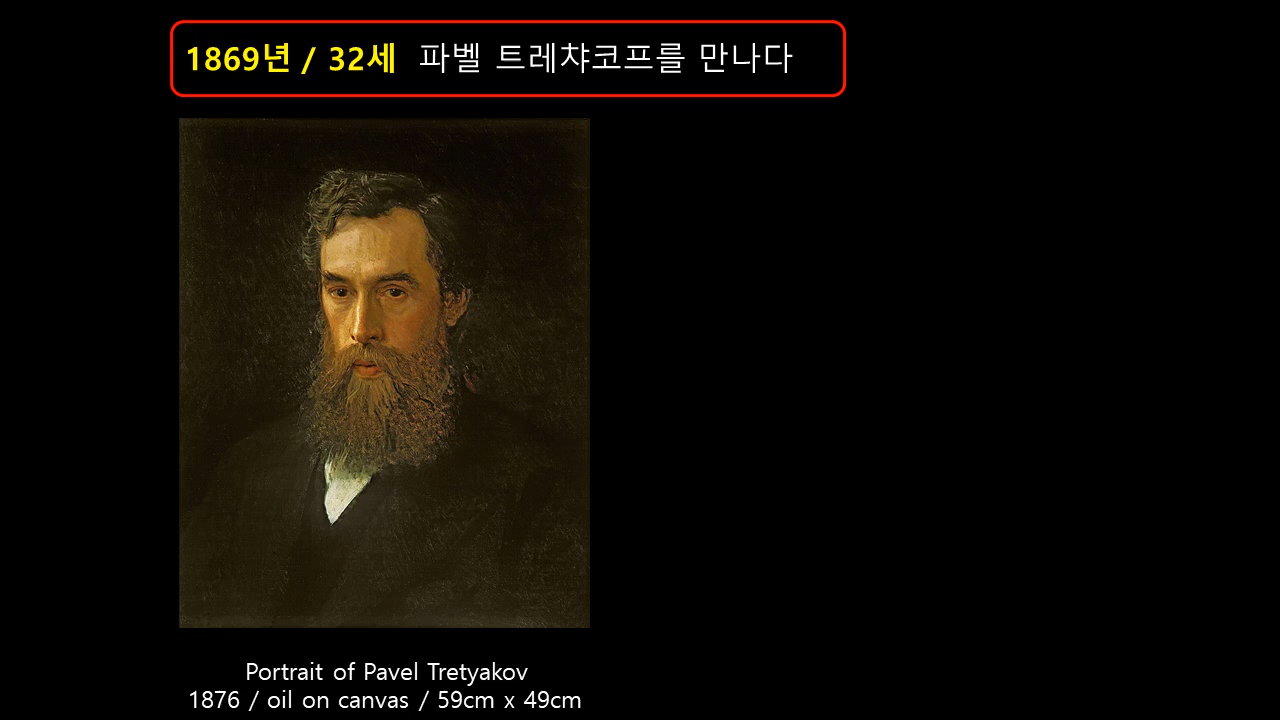 1869년 / 32세 파벨 트레챠코프를 만나다
Portrait of Pavel Tretyakov
1876 / oil on canvas / 59cm x 49cm